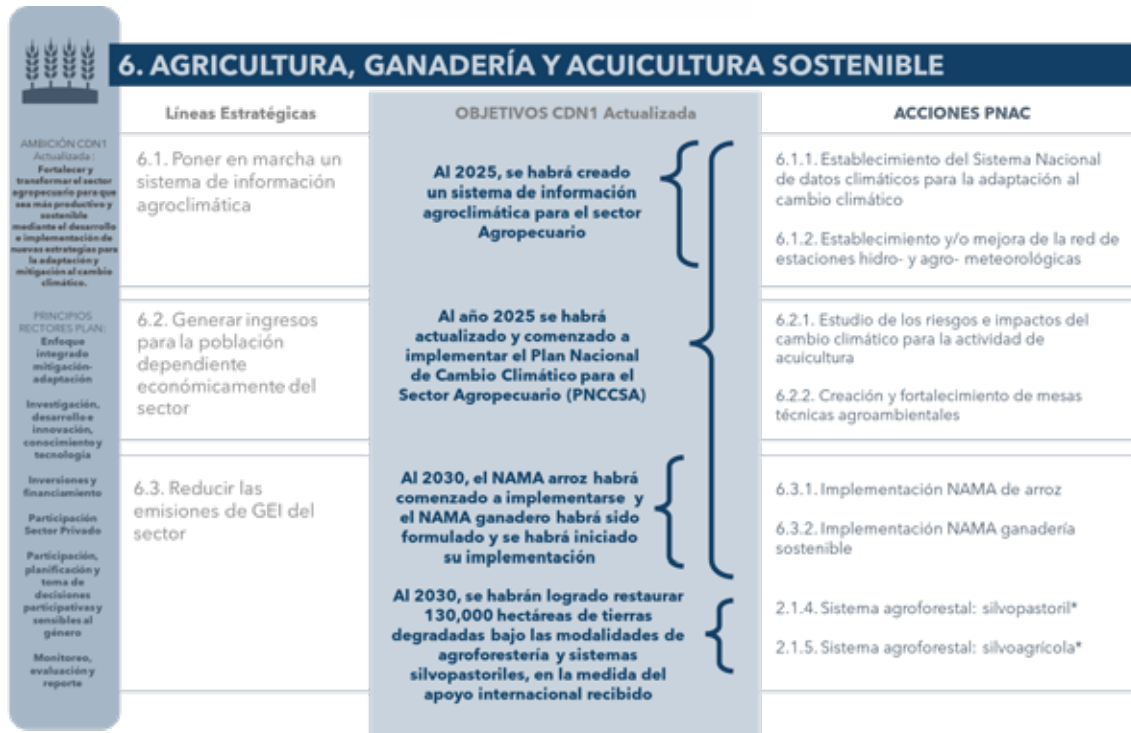 6. AGRICULTURA, GANADERÍA Y ACUICULTURA SOSTENIBLE
AMBICIÓN CDN1
Actualizada :
Fortalecer y
transformar el sector
agropecuario para que
sea más productivo y
sostenible
mediante el desarrollo
e implementación de
nuevas estrategias para
la adaptación y
mitigación al cambio
climático.
PRINCIPIOS
RECTORES PLAN:
Enfoque
integrado
mitigación-
adaptación
Investigación,
desarrollo e
innovación,
conocimiento y
tecnología
Inversiones y
financiamiento
Participación
Sector Privado
Participación,
planificación y
toma de
decisiones
participativas y
sensibles al
género
Monitoreo,
evaluación y
reporte
Líneas Estratégicas
6.1. Poner en marcha un
sistema de información
agroclimática
6.2. Generar ingresos
para la población
dependiente
económicamente del
sector
6.3. Reducir las
emisiones de GEI del
sector
OBJETIVOS CDN1 Actualizada
Al 2025, se habrá creado
un sistema de información
agroclimática para el sector
Agropecuario
Al año 2025 se habrá
actualizado y comenzado a
implementar el Plan Nacional
de Cambio Climático para el
Sector Agropecuario (PNCCSA)
Al 2030, el NAMA arroz habrá
comenzado a implementarse y
el NAMA ganadero habrá sido
formulado y se habrá iniciado
su implementación
Al 2030, se habrán logrado restaurar
130,000 hectáreas de tierras
degradadas bajo las modalidades de
agroforestería y sistemas
silvopastoriles, en la medida del
apoyo internacional recibido
ACCIONES PNAC
6.1.1. Establecimiento del Sistema Nacional
de datos climáticos para la adaptación al
cambio climático
6.1.2. Establecimiento y/o mejora de la red de
estaciones hidro- y agro- meteorológicas
6.2.1. Estudio de los riesgos e impactos del
cambio climático para la actividad de
acuicultura
6.2.2. Creación y fortalecimiento de mesas
técnicas agroambientales
6.3.1. Implementación NAMA de arroz
6.3.2. Implementación NAMA ganadería
sostenible
2.1.4. Sistema agroforestal: silvopastoril*
2.1.5. Sistema agroforestal: silvoagrícola*